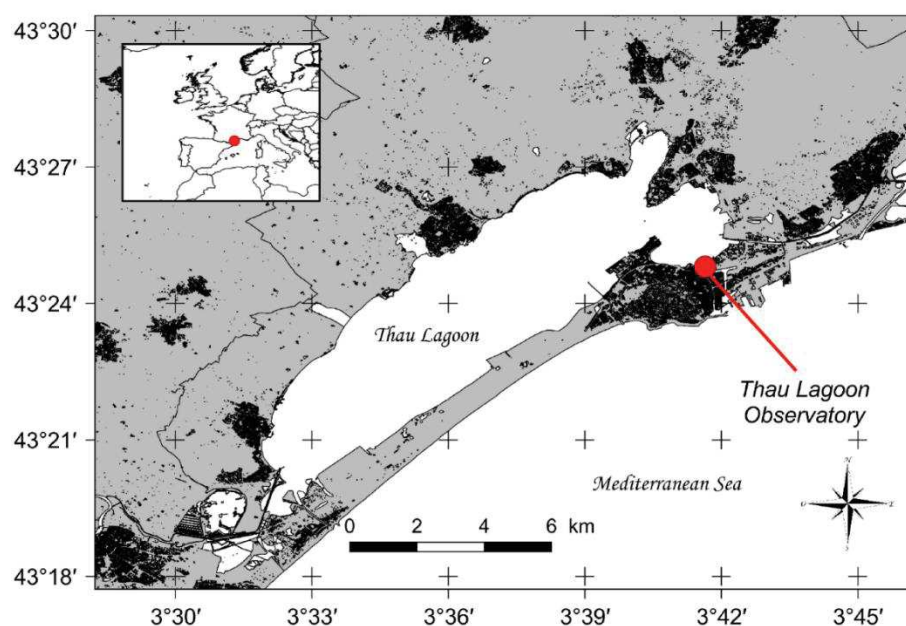 43°30′
43°27′
43°24′
43°21′
43°18′
Thau Lagoon
Thau Lagoon
Observatory
Mediterranean Sea
0 2 4 6 km
3°30′ 3°33′ 3°36′ 3°39′ 3°42′ 3°45′